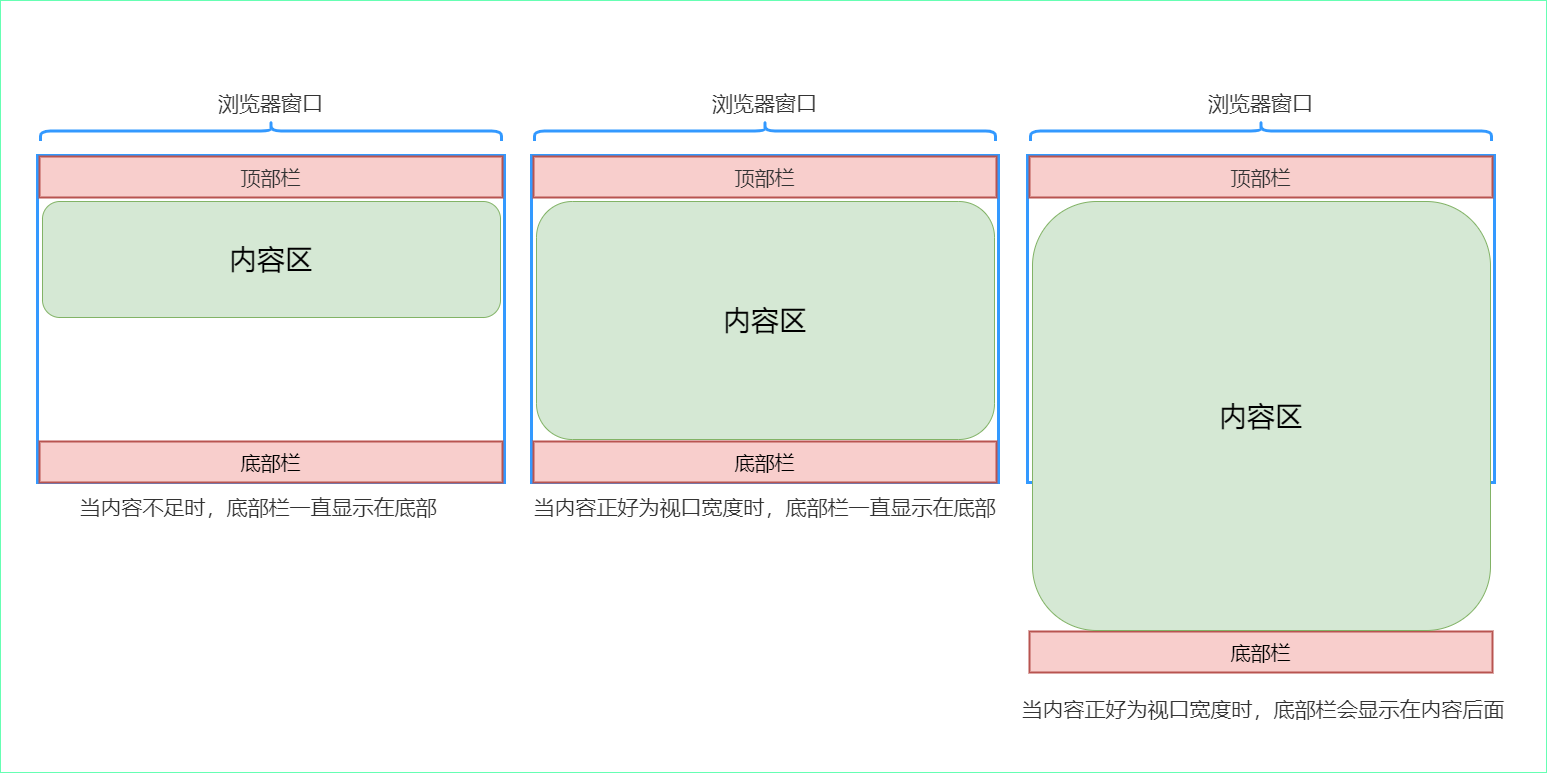 浏览器窗口
顶部栏
内容区
底部栏
当内容不足时，底部栏一直显示在底部
浏览器窗口
顶部栏
内容区
底部栏
当内容正好为视口宽度时，底部栏一直显示在底部
浏览器窗口
顶部栏
内容区
底部栏
当内容正好为视口宽度时，底部栏会显示在内容后面